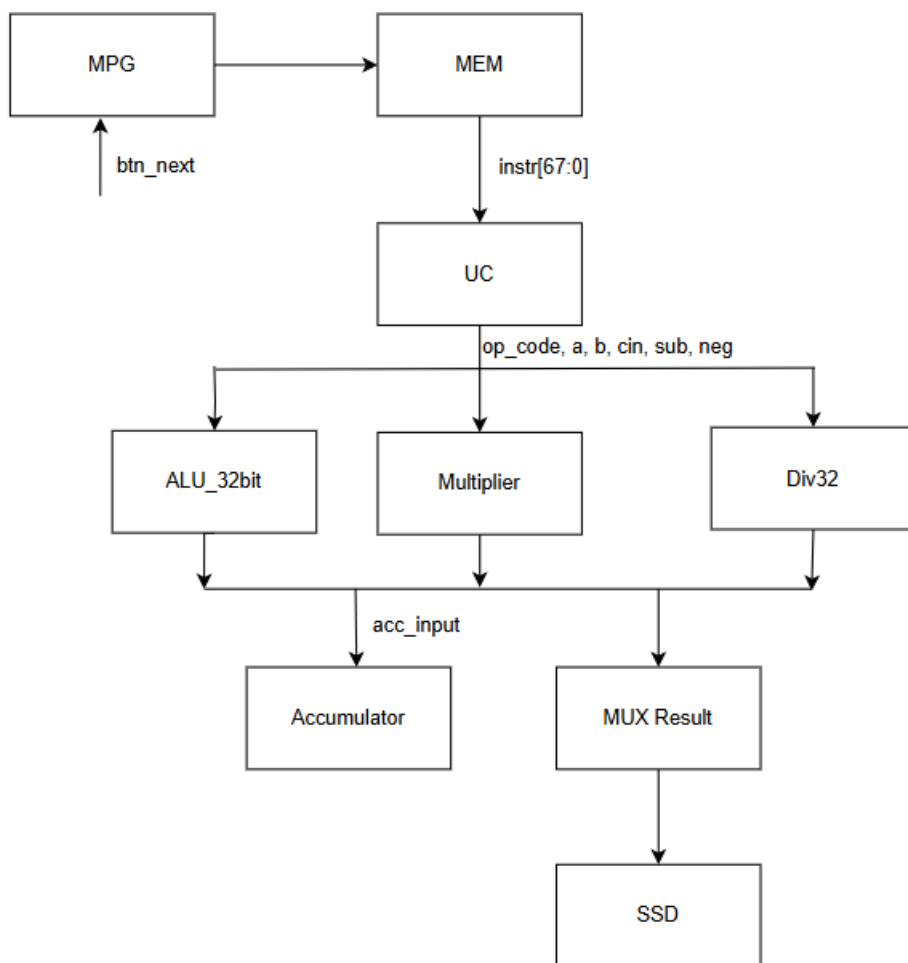 MPG
MEM
btn_next
instr[67:0]
UC
op_code, a, b, cin, sub, neg
ALU_32bit
Multiplier
Div32
acc_input
Accumulator
MUX Result
SSD